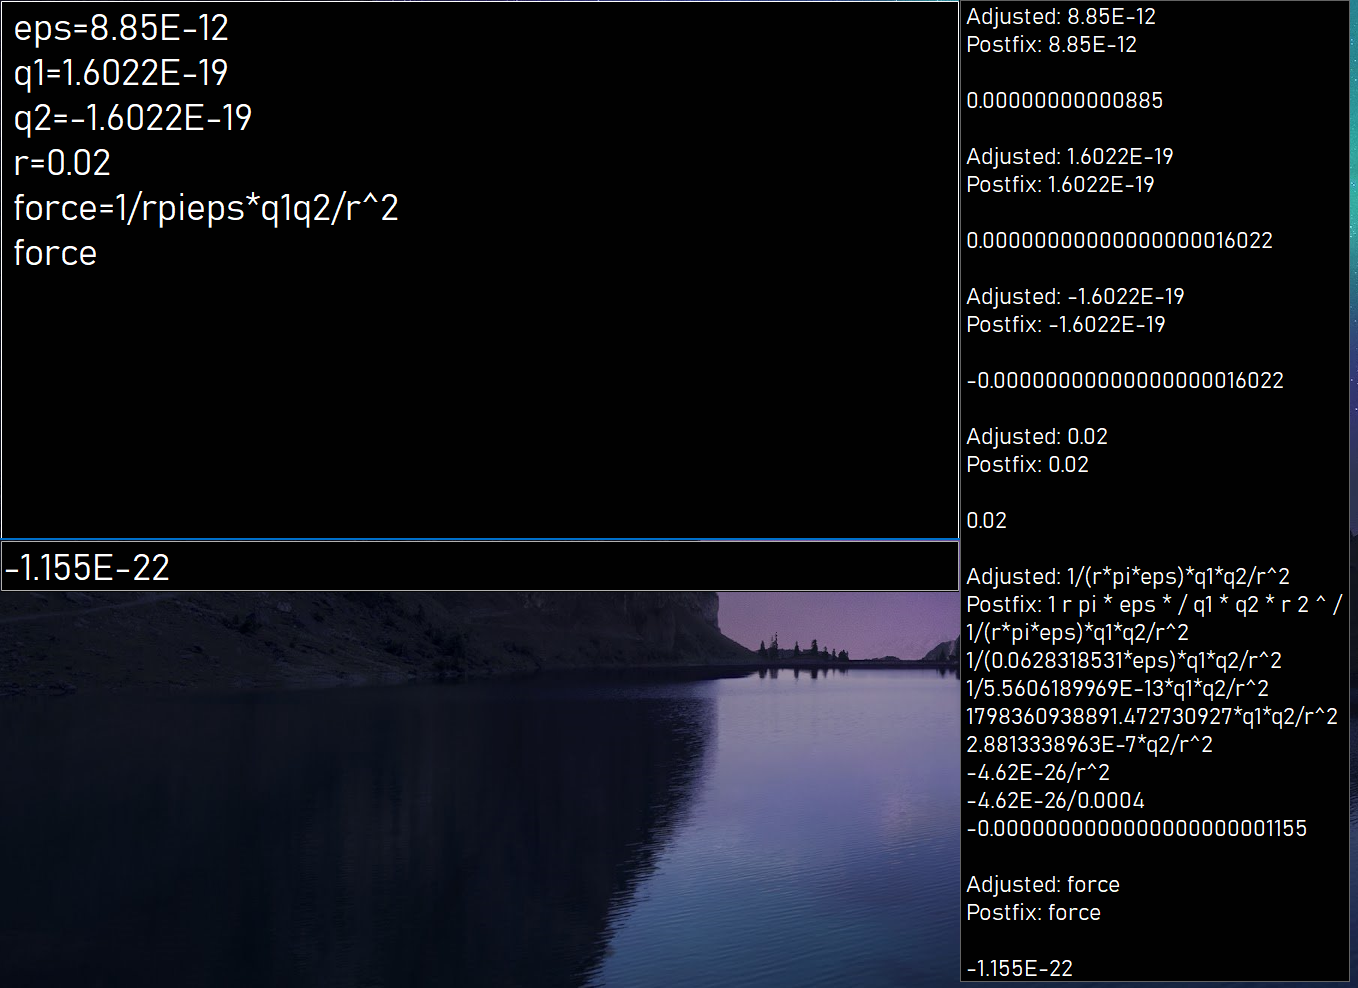 eps=8.85E-12
q1=1.6022E-19
q2=-1.6022E-19
r=0.02
force=1/rpieps*q1q2/r^2
force
-1.155E-22
Adjusted: 8.85E-12
Postfix: 8.85E-12
0.00000000000885
Adjusted: 1.6022E-19
Postfix: 1.6022E-19
0.00000000000000000016022
Adjusted: -1.6022E-19
Postfix: -1.6022E-19
-0.00000000000000000016022
Adjusted: 0.02
Postfix: 0.02
0.02
Adjusted: 1/(r*pi*eps)*q1*q2/r^2
Postfix: 1 r pi * eps * / q1 * q2 * r 2 ^ /
1/(r*pi*eps)*q1*q2/r^2
1/(0.0628318531*eps)*q1*q2/r^2
1/5.5606189969E-13*q1*q2/r^2
1798360938891.472730927*q1*q2/r^2
2.8813338963E-7*q2/r^2
-4.62E-26/r^2
-4.62E-26/0.0004
-0.0000000000000000000001155
Adjusted: force
Postfix: force
-1.155E-22